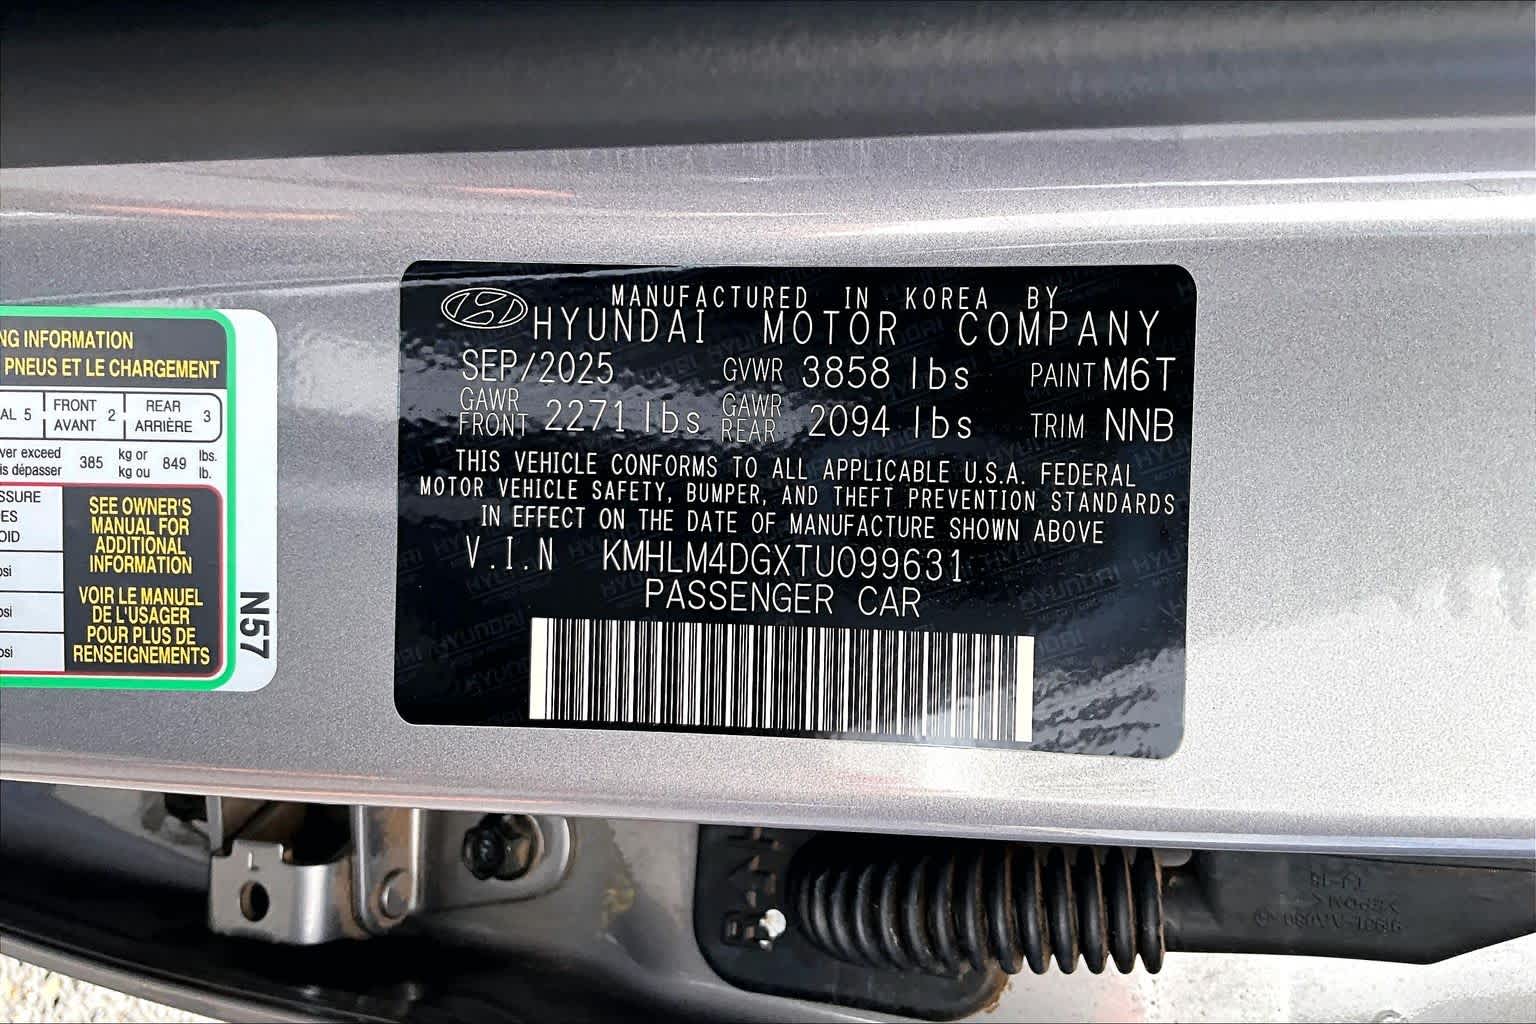 NG INFORMATION
PNEUS ET LE CHARGEMENT
AL 5 FRONT AVANT 2 REAR ARRIÈRE 3
ver exceed
is dépasser 385 kg or kg ou 849 lbs. lb.
SSURE
ES
OID
psi
psi
psi
SEE OWNER'S
MANUAL FOR
ADDITIONAL
INFORMATION
VOIR LE MANUEL
DE L'USAGER
POUR PLUS DE
RENSEIGNEMENTS
N57
MANUFACTURED IN KOREA BY
HYUNDAI MOTOR COMPANY
SEP/2025 GVWR 3858 lbs PAINT M6T
GAWR FRONT 2271 lbs GAWR REAR 2094 lbs TRIM NNB
THIS VEHICLE CONFORMS TO ALL APPLICABLE U.S.A. FEDERAL
MOTOR VEHICLE SAFETY, BUMPER, AND THEFT PREVENTION STANDARDS
IN EFFECT ON THE DATE OF MANUFACTURE SHOWN ABOVE
V.I.N KMHLM4DGXTU099631
PASSENGER CAR